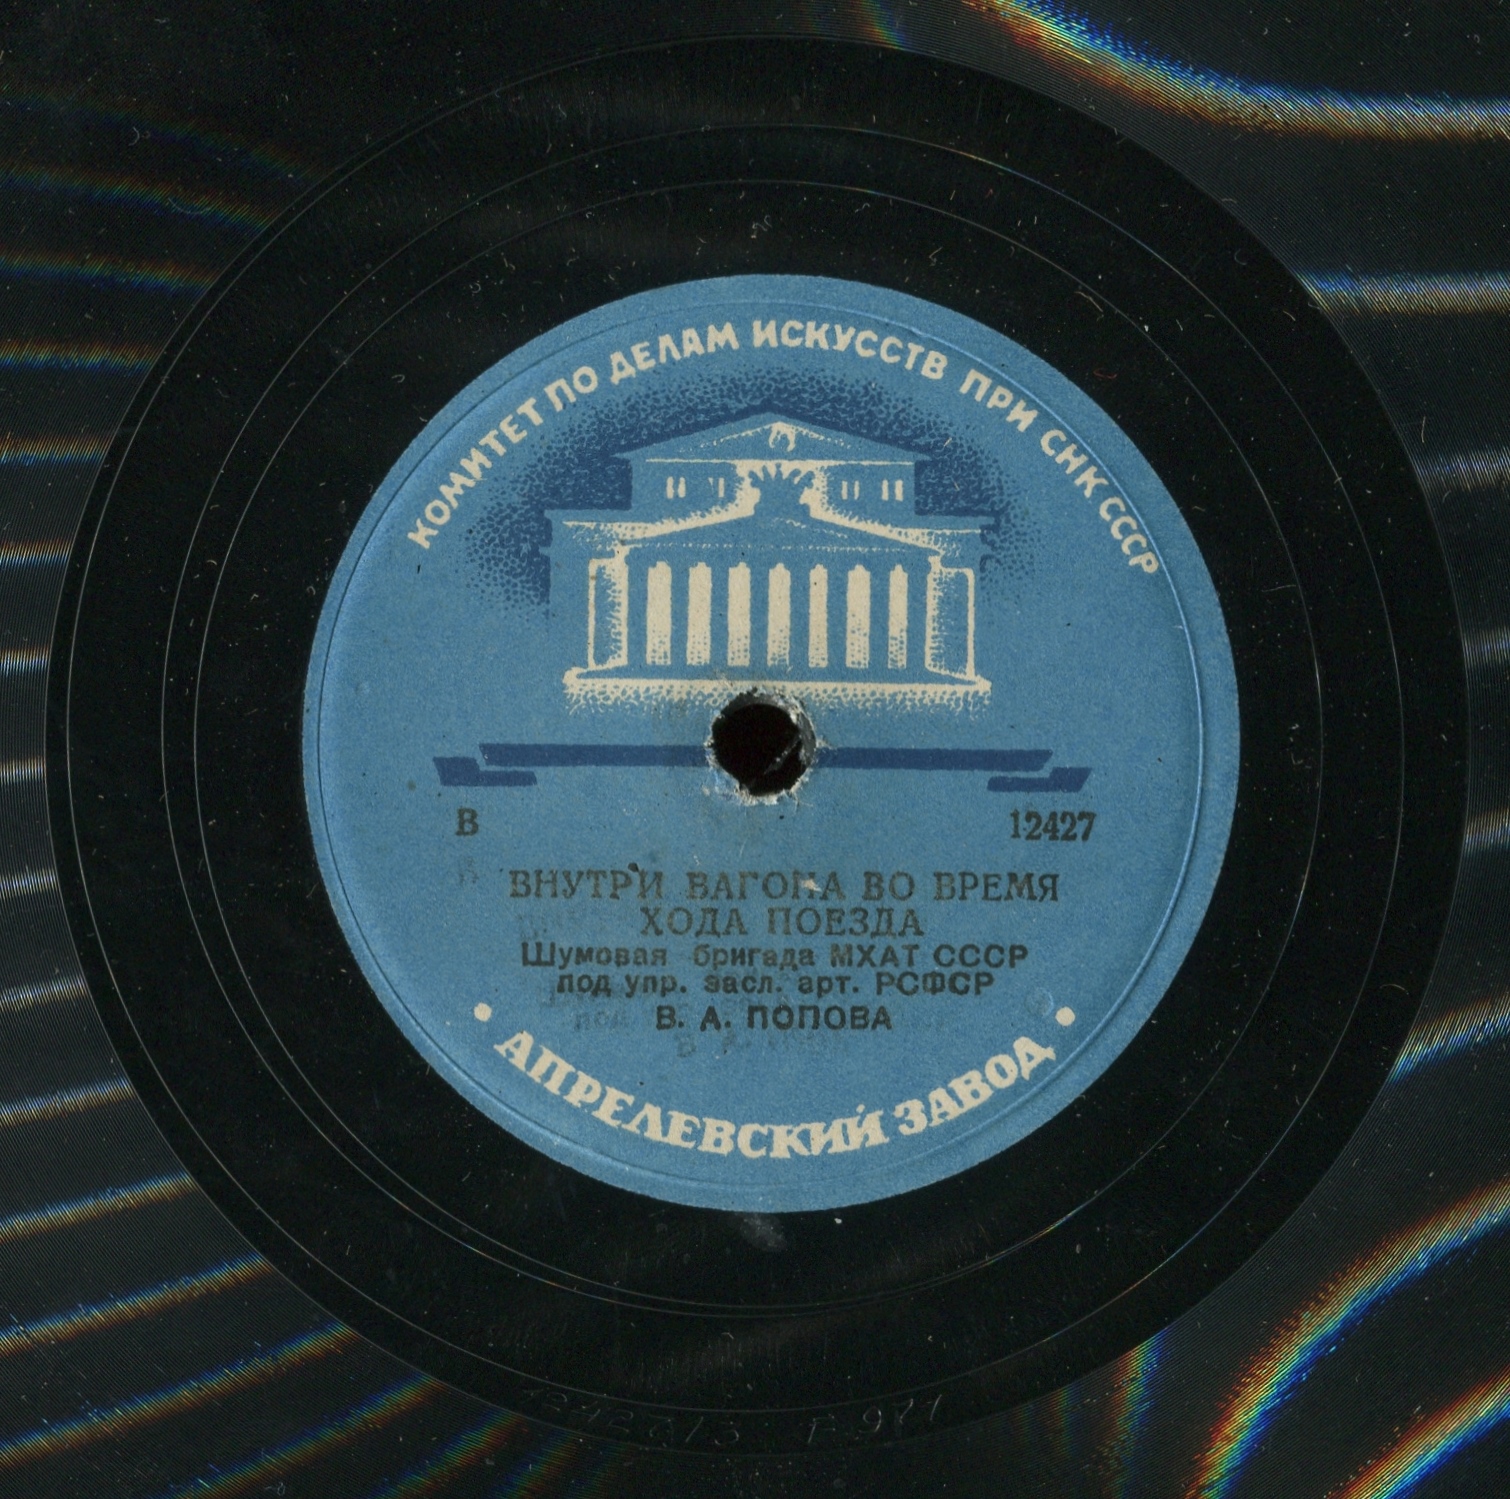 КОМИТЕТ ПО ДЕЛАМ ИСКУССТВ ПРИ СНК СССР
В 12427
ВНУТРИ ВАГОНА ВО ВРЕМЯ
ХОДА ПОЕЗДА
Шумовая бригада МХАТ СССР
под упр. засл. арт. РСФСР
В. А. ПОПОВА
• АПРЕЛЕВСКИЙ ЗАВОД •